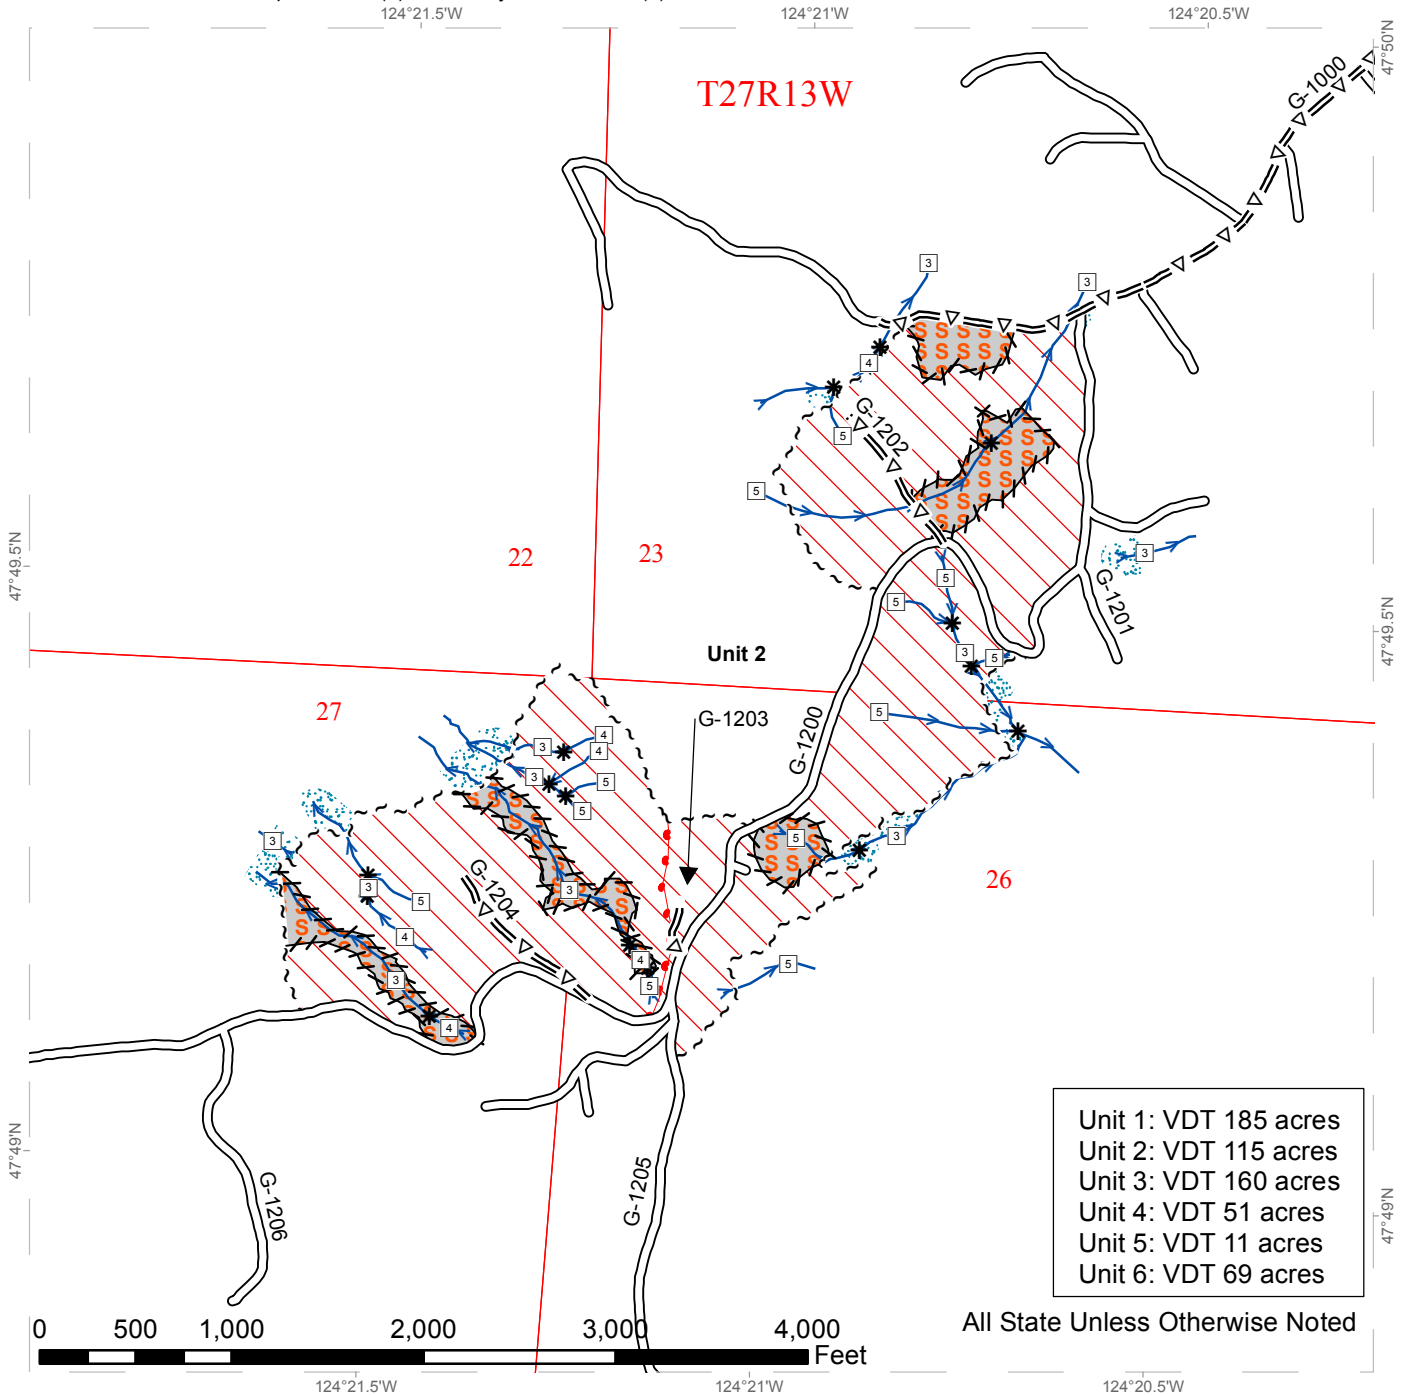 124°21.5'W
124°21'W
124°20.5'W
47°50'N
T27R13W
G-1000
3
3
4
G-1202
5
5
47°49.5'N
22
23
3
5
5
G-1201
47°49.5'N
Unit 2
3
5
27
G-1203
5
G-1200
4
3
4
3
5
5
5
3
3
G-1204
3
3
5
26
4
4
5
5
3
4
47°49'N
G-1206
G-1205
47°49'N
Unit 1: VDT 185 acres
Unit 2: VDT 115 acres
Unit 3: VDT 160 acres
Unit 4: VDT 51 acres
Unit 5: VDT 11 acres
Unit 6: VDT 69 acres
All State Unless Otherwise Noted
0 500 1,000 2,000 3,000 4,000
Feet
124°21.5'W
124°21'W
124°20.5'W